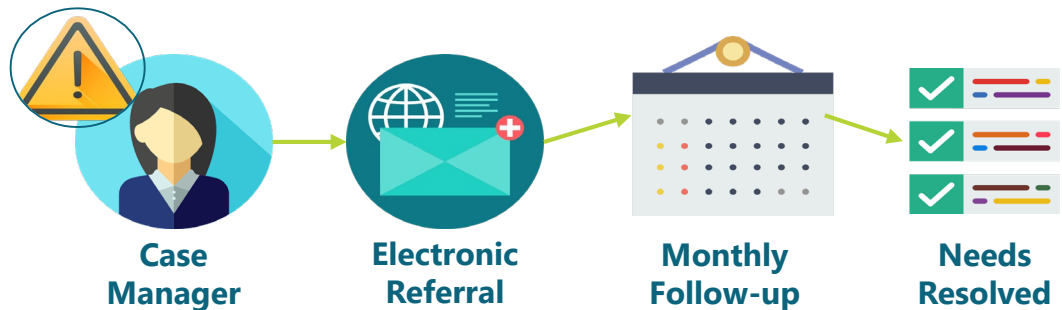 Case
Manager
Electronic
Referral
Monthly
Follow-up
Needs
Resolved